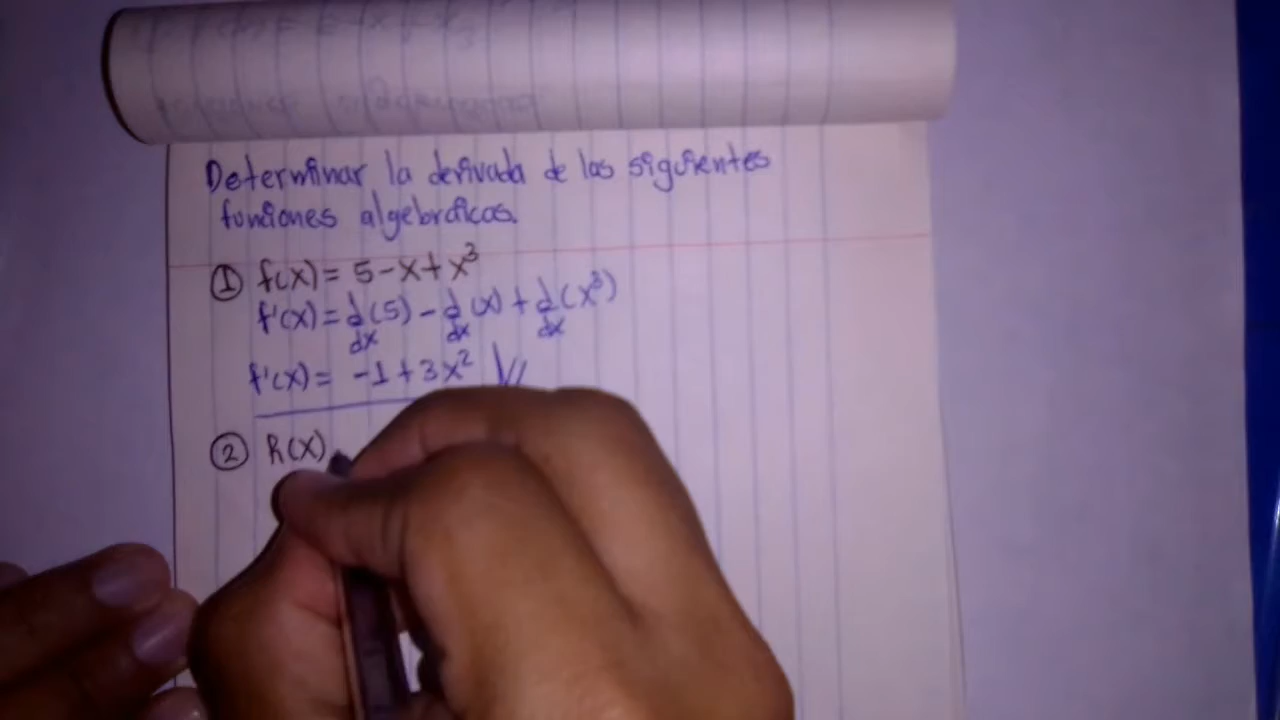 Determinar la derivada de las siguientes
funciones algebraicas.
① f(x) = 5 - x + x³
f'(x) = d/dx (5) - d/dx (x) + d/dx (x³)
f'(x) = -1 + 3x²
② h(x)